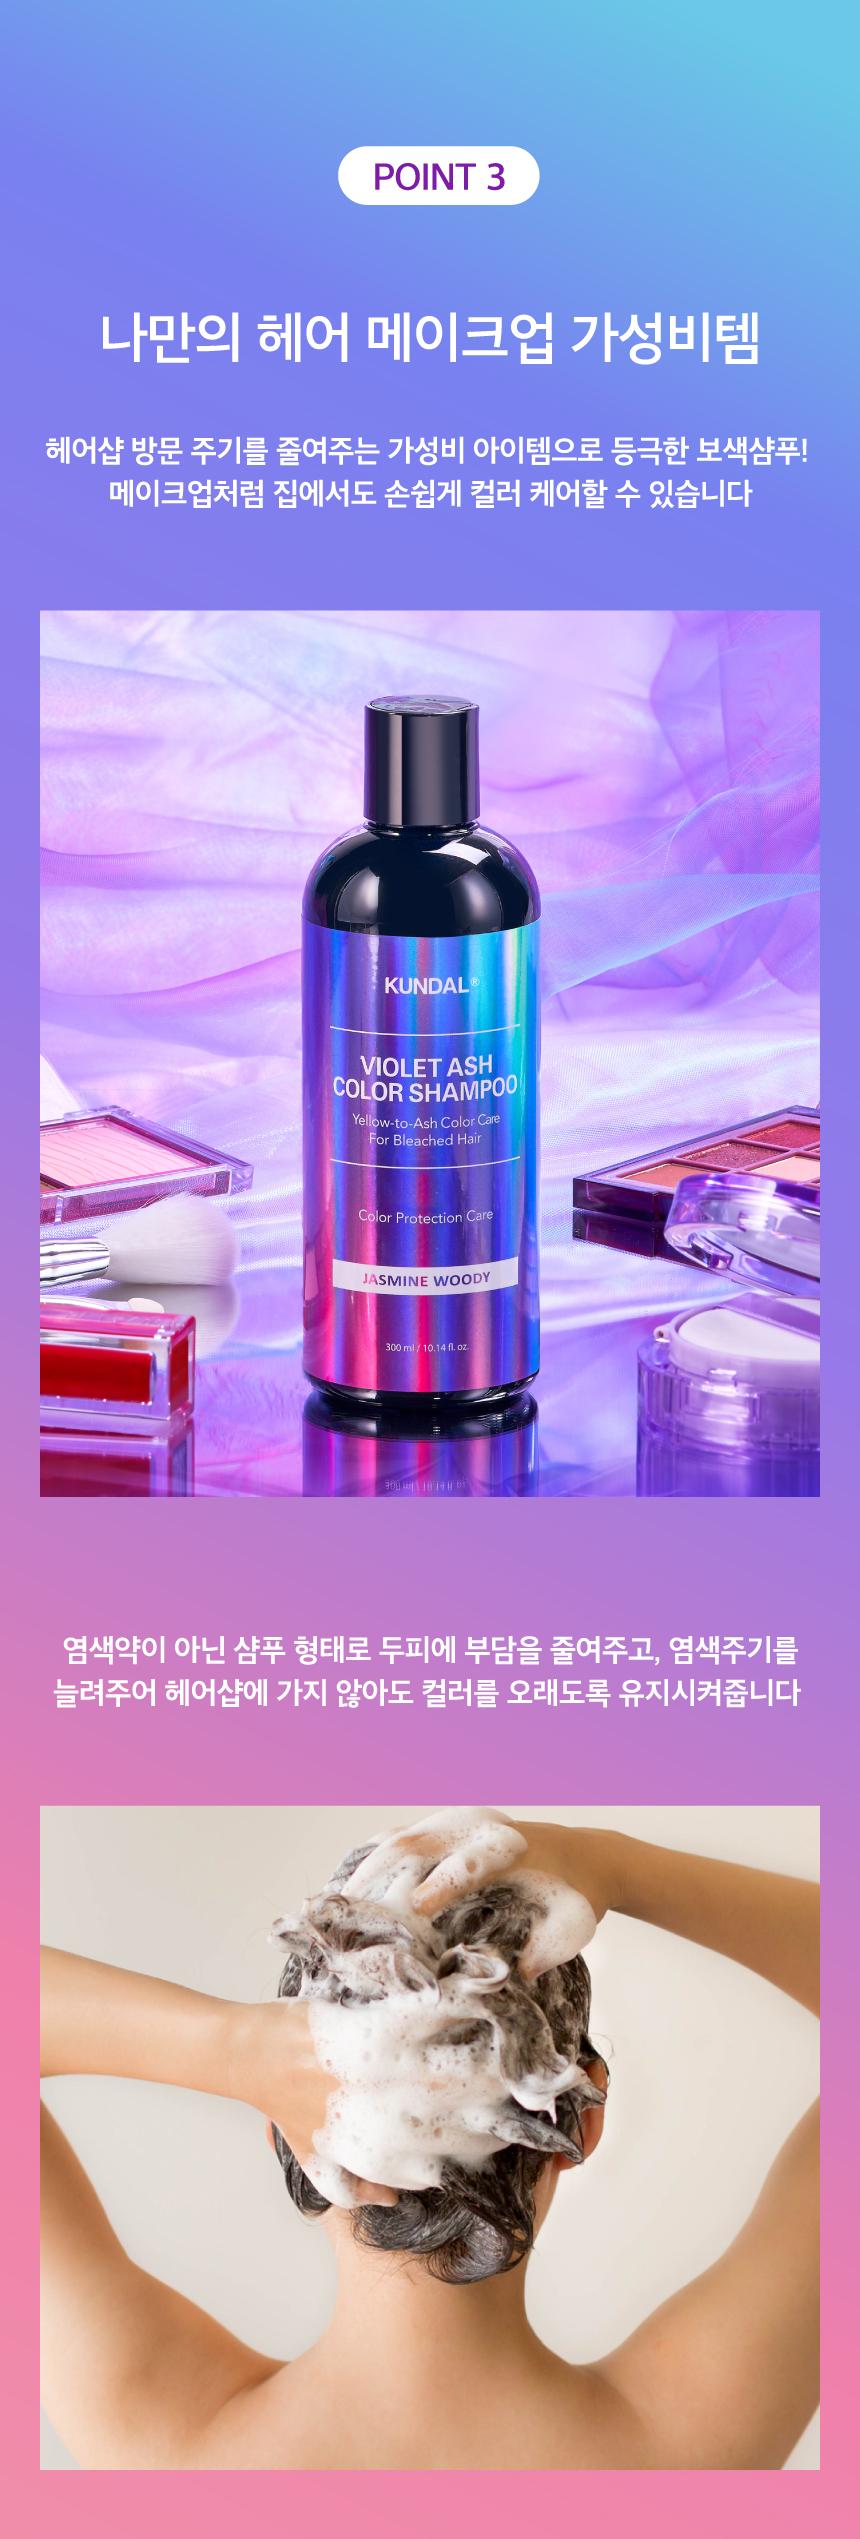 POINT 3
나만의 헤어 메이크업 가성비템
헤어샵 방문 주기를 줄여주는 가성비 아이템으로 등극한 보색샴푸!
메이크업처럼 집에서도 손쉽게 컬러 케어할 수 있습니다
KUNDAL®
VIOLET ASH
COLOR SHAMPOO
Yellow-to-Ash Color Care
For Bleached Hair
Color Protection Care
JASMINE WOODY
300 ml / 10.14 fl. oz.
염색약이 아닌 샴푸 형태로 두피에 부담을 줄여주고, 염색주기를
늘려주어 헤어샵에 가지 않아도 컬러를 오래도록 유지시켜줍니다